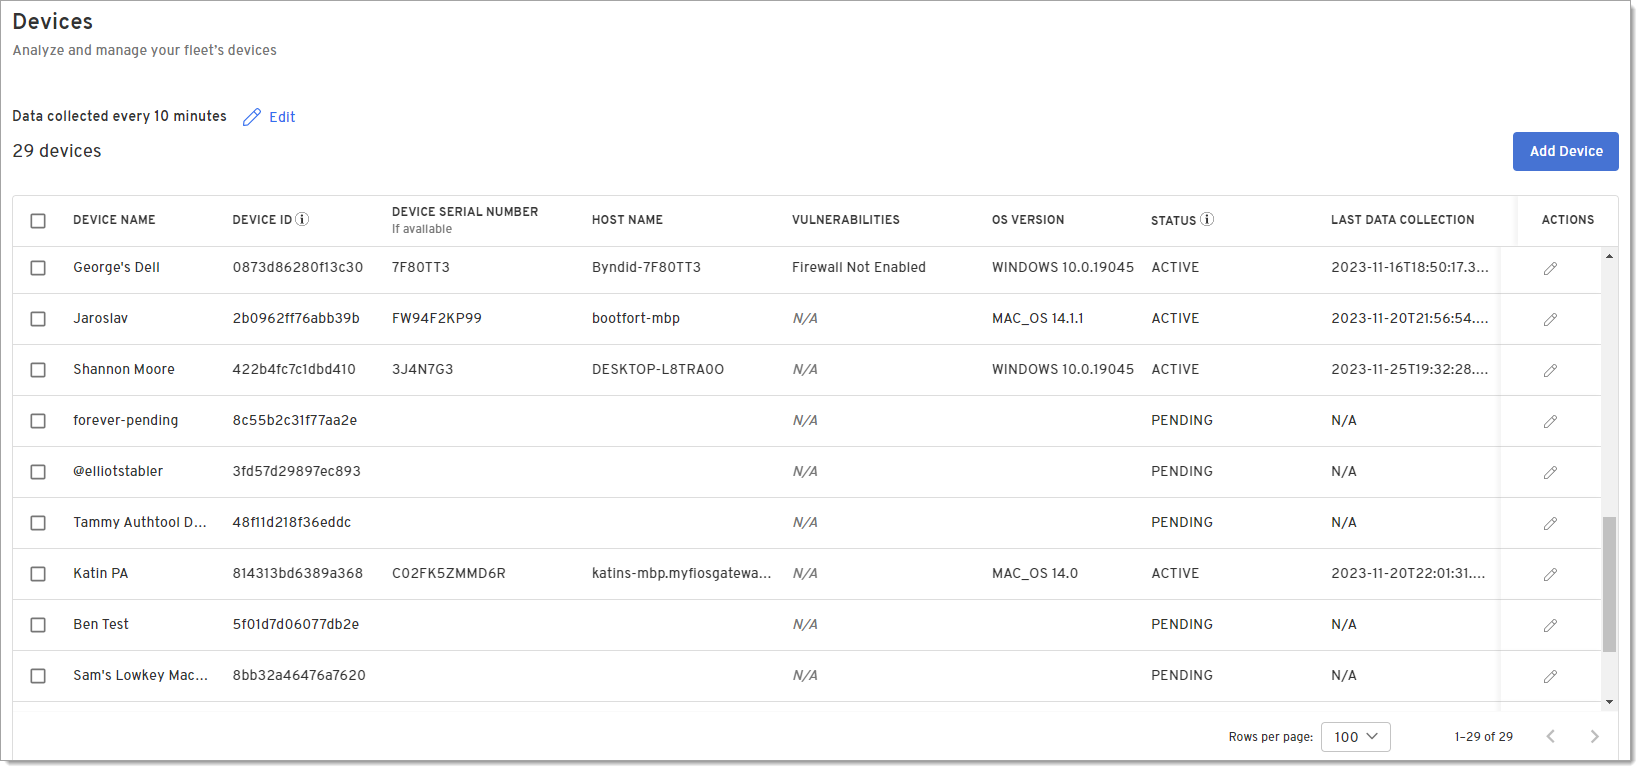 Devices
Analyze and manage your fleet's devices
Data collected every 10 minutes Edit
29 devices
Add Device
DEVICE NAME DEVICE ID DEVICE SERIAL NUMBER If available HOST NAME VULNERABILITIES OS VERSION STATUS LAST DATA COLLECTION ACTIONS
George's Dell 0873d86280f13c30 7F80TT3 Byndid-7F80TT3 Firewall Not Enabled WINDOWS 10.0.19045 ACTIVE 2023-11-16T18:50:17.3...
Jaroslav 2b0962ff76abb39b FW94F2KP99 bootfort-mbp N/A MAC_OS 14.1.1 ACTIVE 2023-11-20T21:56:54....
Shannon Moore 422b4fc7c1dbd410 3J4N7G3 DESKTOP-L8TRA0O N/A WINDOWS 10.0.19045 ACTIVE 2023-11-25T19:32:28....
forever-pending 8c55b2c31f77aa2e N/A PENDING N/A
@elliotstabler 3fd57d29897ec893 N/A PENDING N/A
Tammy Authtool D... 48f11d218f36eddc N/A PENDING N/A
Katin PA 814313bd6389a368 C02FK5ZMMD6R katins-mbp.myfiosgatewa... N/A MAC_OS 14.0 ACTIVE 2023-11-20T22:01:31....
Ben Test 5f01d7d06077db2e N/A PENDING N/A
Sam's Lowkey Mac... 8bb32a46476a7620 N/A PENDING N/A
Rows per page: 100 1–29 of 29